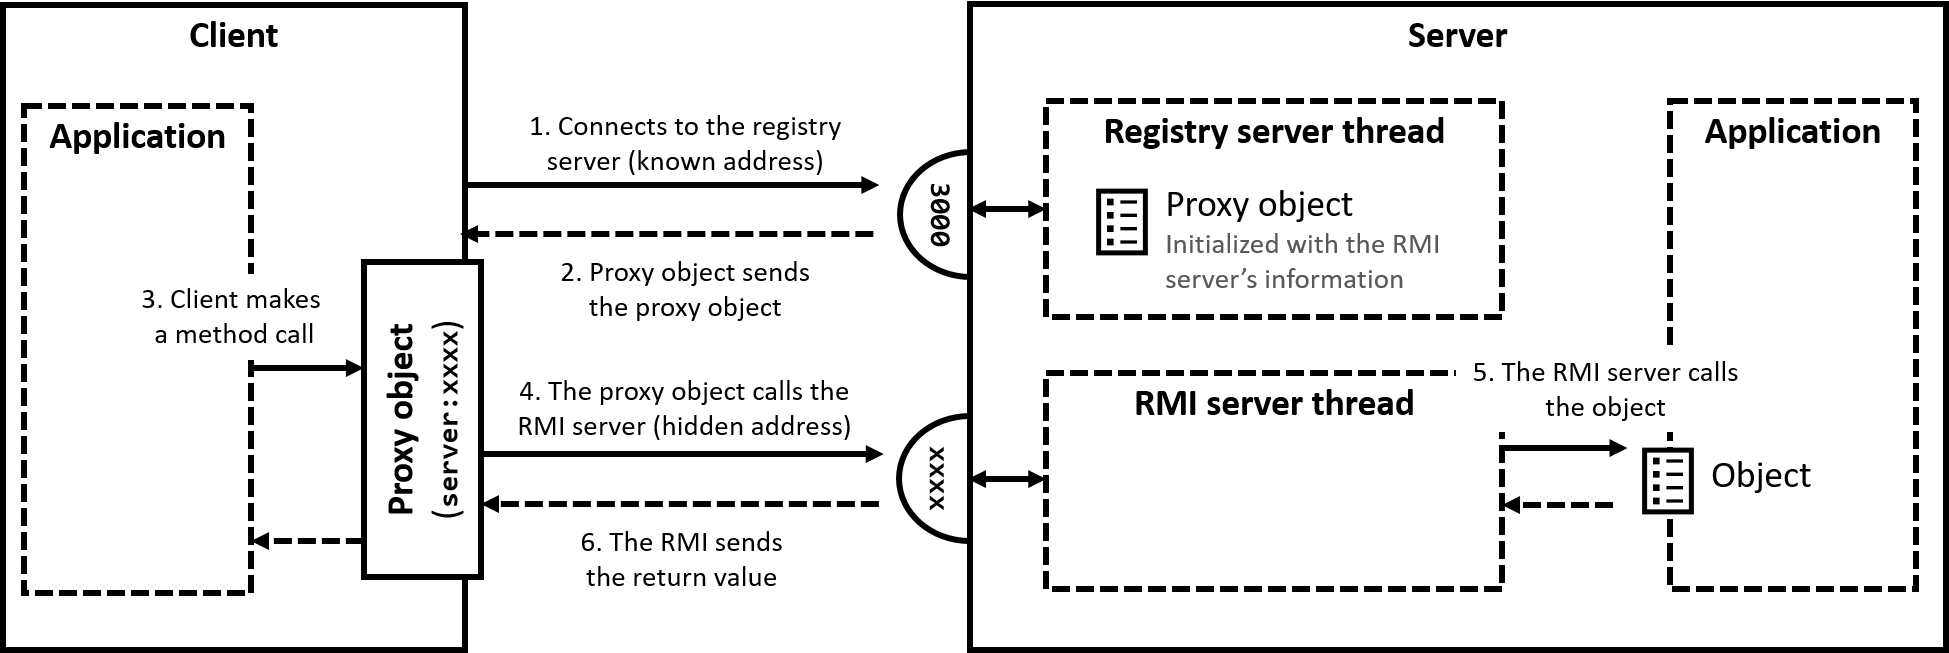 Client
Server
Application
1. Connects to the registry
server (known address)
3000
Registry server thread
Proxy object
Initialized with the RMI
server's information
Application
2. Proxy object sends
the proxy object
3. Client makes
a method call
Proxy object
(server:xxxx)
4. The proxy object calls the
RMI server (hidden address)
xxxx
RMI server thread
5. The RMI server calls
the object
Object
6. The RMI sends
the return value